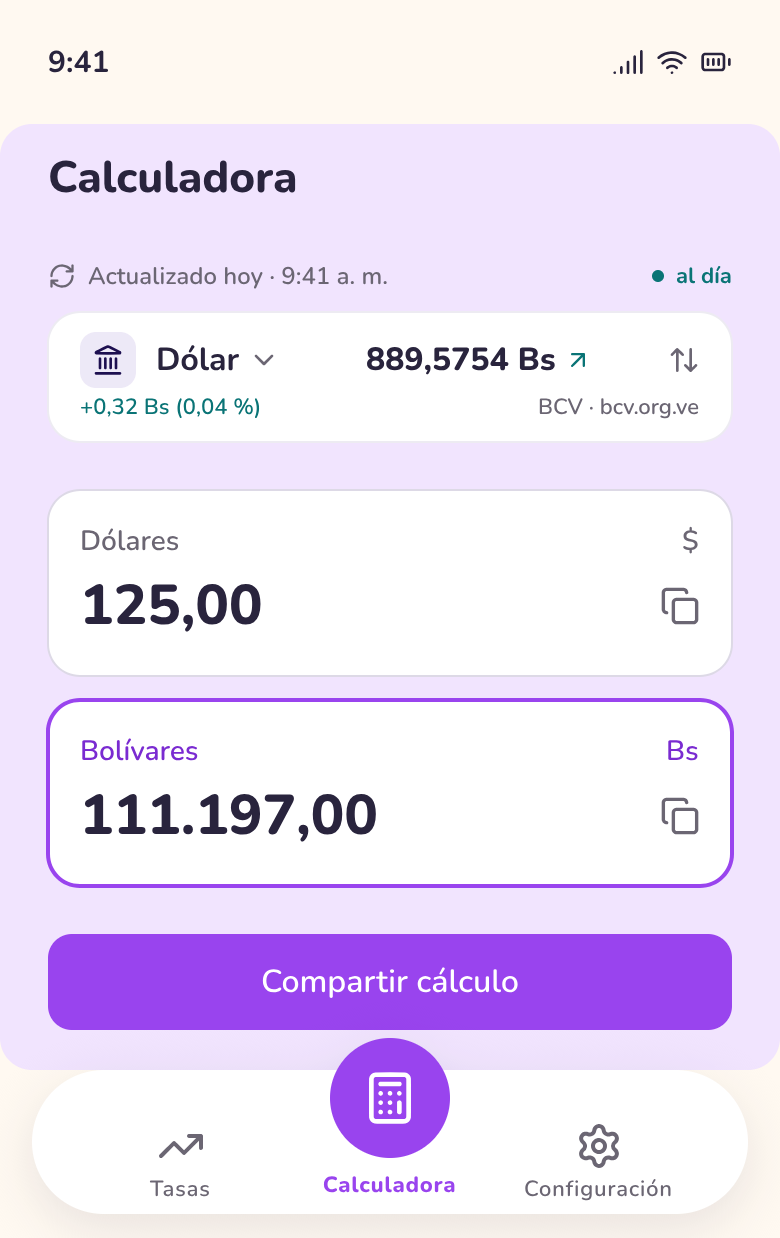 9:41
Calculadora
Actualizado hoy · 9:41 a. m.
al día
Dólar
889,5754 Bs
+0,32 Bs (0,04 %)
BCV · bcv.org.ve
Dólares
$
125,00
Bolívares
Bs
111.197,00
Compartir cálculo
Tasas
Calculadora
Configuración